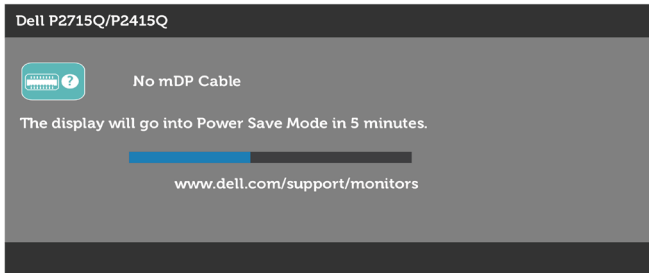 Dell P2715Q/P2415Q
?
No mDP Cable
The display will go into Power Save Mode in 5 minutes.
www.dell.com/support/monitors